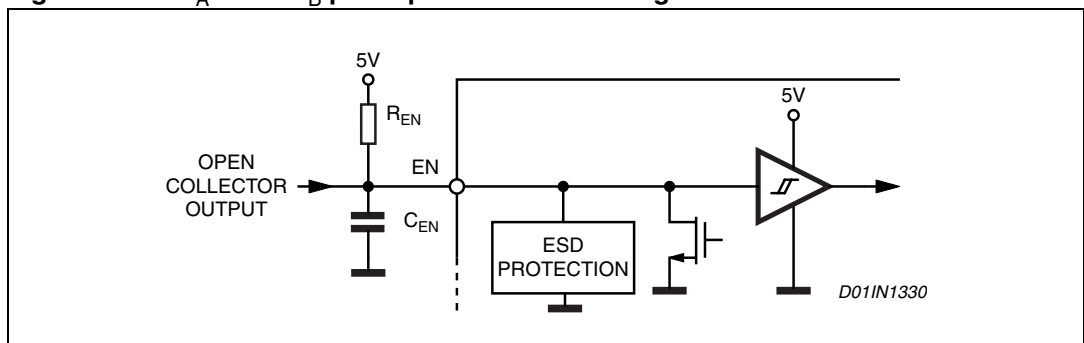 A
B
5V
R_EN
5V
OPEN
COLLECTOR
OUTPUT
EN
C_EN
ESD
PROTECTION
D01IN1330